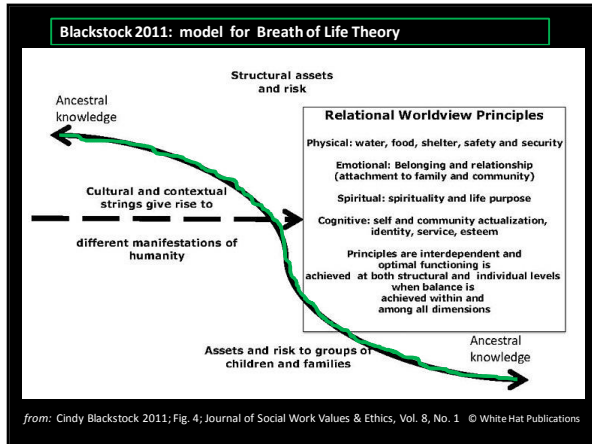 Blackstock 2011: model for Breath of Life Theory
Structural assets
and risk
Ancestral
knowledge
Relational Worldview Principles
Physical: water, food, shelter, safety and security
Emotional: Belonging and relationship
(attachment to family and community)
Spiritual: spirituality and life purpose
Cognitive: self and community actualization,
identity, service, esteem
Principles are interdependent and
optimal functioning is
achieved at both structural and individual levels
when balance is
achieved within and
among all dimensions
Cultural and contextual
strings give rise to
different manifestations of
humanity
Assets and risk to groups of
children and families
Ancestral
knowledge
from: Cindy Blackstock 2011; Fig. 4; Journal of Social Work Values & Ethics, Vol. 8, No. 1 © White Hat Publications